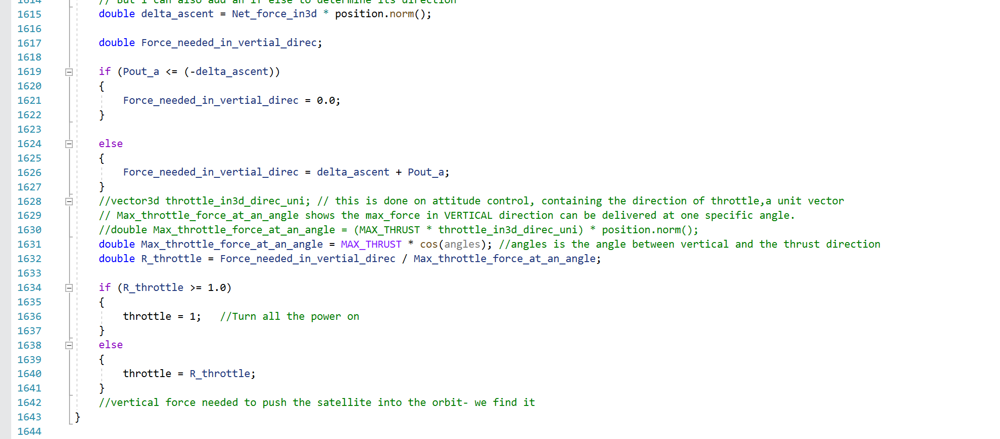 1614 // But I can also add an if else to determine its direction
1615 double delta_ascent = Net_force_in3d * position.norm();
1616
1617 double Force_needed_in_vertial_direc;
1618
1619 if (Pout_a <= (-delta_ascent))
1620 {
1621 Force_needed_in_vertial_direc = 0.0;
1622 }
1623
1624 else
1625 {
1626 Force_needed_in_vertial_direc = delta_ascent + Pout_a;
1627 }
1628 //vector3d throttle_in3d_direc_uni; // this is done on attitude control, containing the direction of throttle,a unit vector
1629 // Max_throttle_force_at_an_angle shows the max_force in VERTICAL direction can be delivered at one specific angle.
1630 //double Max_throttle_force_at_an_angle = (MAX_THRUST * throttle_in3d_direc_uni) * position.norm();
1631 double Max_throttle_force_at_an_angle = MAX_THRUST * cos(angles); //angles is the angle between vertical and the thrust direction
1632 double R_throttle = Force_needed_in_vertial_direc / Max_throttle_force_at_an_angle;
1633
1634 if (R_throttle >= 1.0)
1635 {
1636 throttle = 1; //Turn all the power on
1637 }
1638 else
1639 {
1640 throttle = R_throttle;
1641 }
1642 //vertical force needed to push the satellite into the orbit- we find it
1643 }
1644